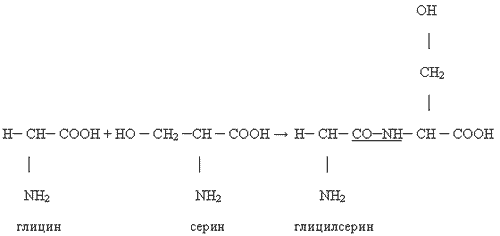 OH
|
CH2
|
H—CH—COOH + HO—CH2—CH—COOH → H—CH—CO—NH—CH—COOH
| | |
NH2 NH2 NH2
глицин серин глицилсерин